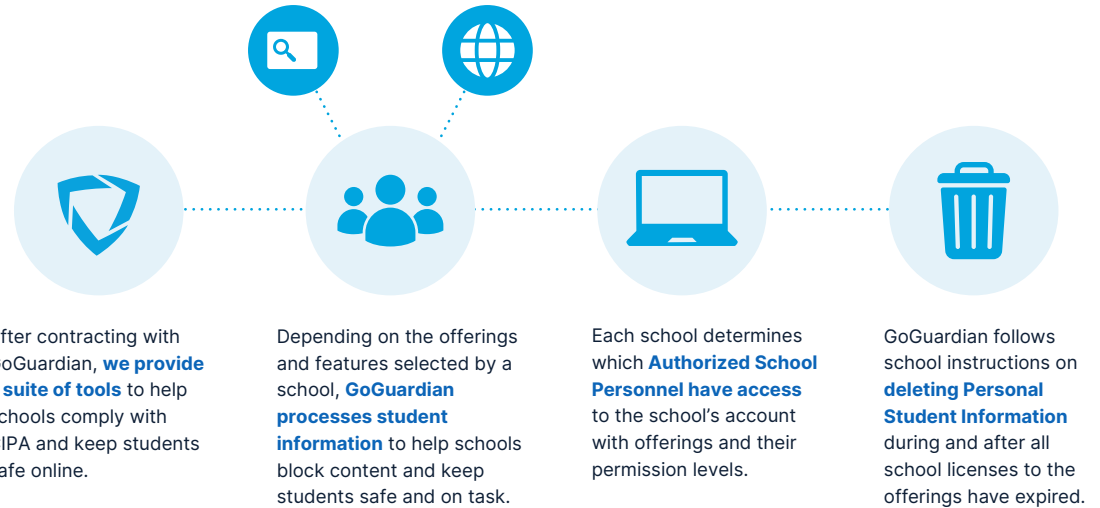 fter contracting with
oGuardian, we provide
suite of tools to help
chools comply with
IPA and keep students
afe online.
Depending on the offerings
and features selected by a
school, GoGuardian
processes student
information to help schools
block content and keep
students safe and on task.
Each school determines
which Authorized School
Personnel have access
to the school’s account
with offerings and their
permission levels.
GoGuardian follows
school instructions on
deleting Personal
Student Information
during and after all
school licenses to the
offerings have expired.